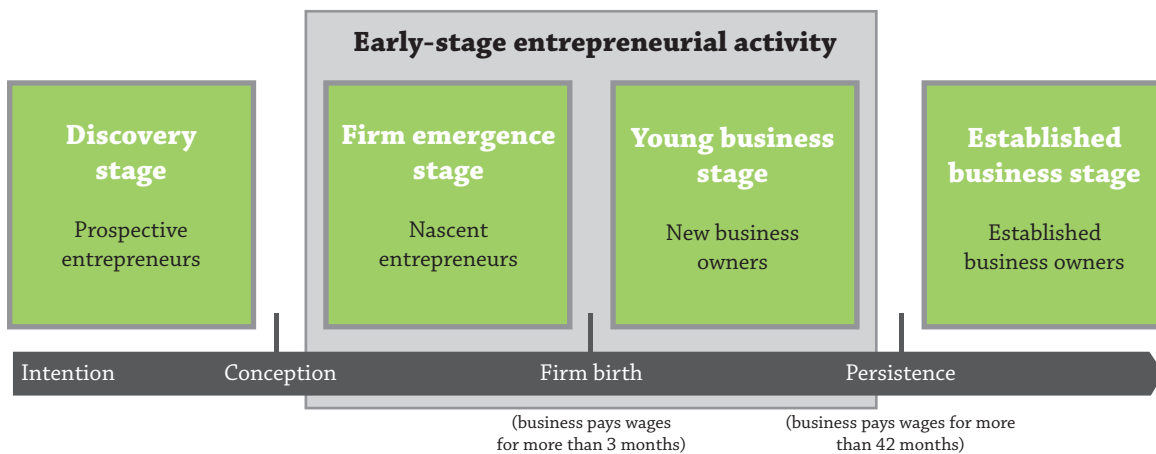 Early-stage entrepreneurial activity
Discovery
stage
Prospective
entrepreneurs
Firm emergence
stage
Nascent
entrepreneurs
Young business
stage
New business
owners
Established
business stage
Established
business owners
Intention
Conception
Firm birth
Persistence
(business pays wages
for more than 3 months)
(business pays wages for more
than 42 months)